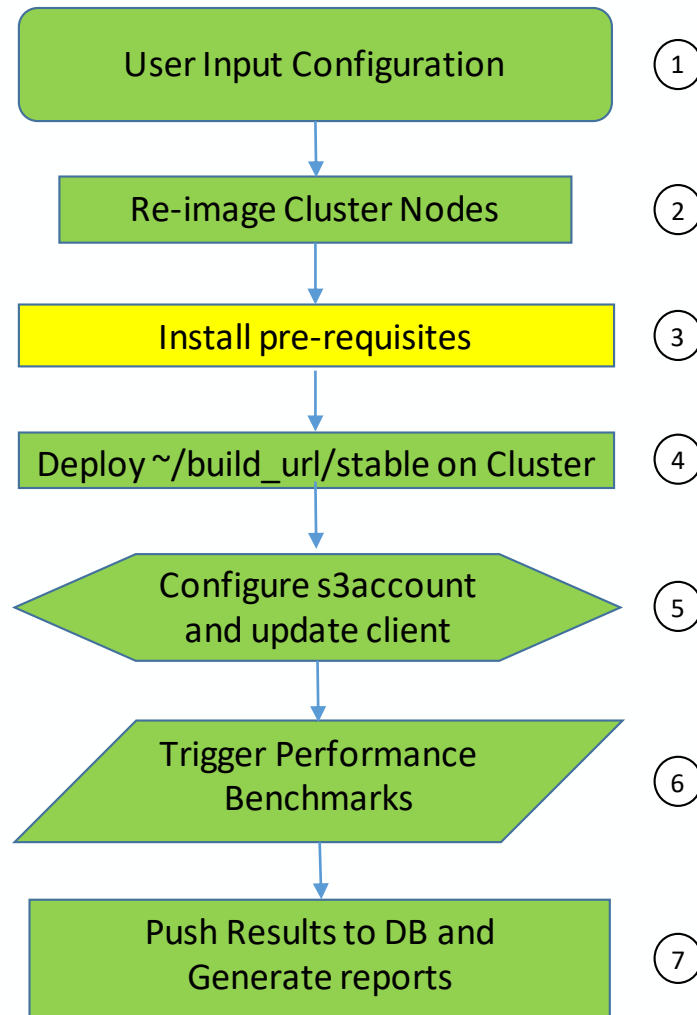 User Input Configuration
1
Re-image Cluster Nodes
2
Install pre-requisites
3
Deploy ~/build_url/stable on Cluster
4
Configure s3account
and update client
5
Trigger Performance
Benchmarks
6
Push Results to DB and
Generate reports
7